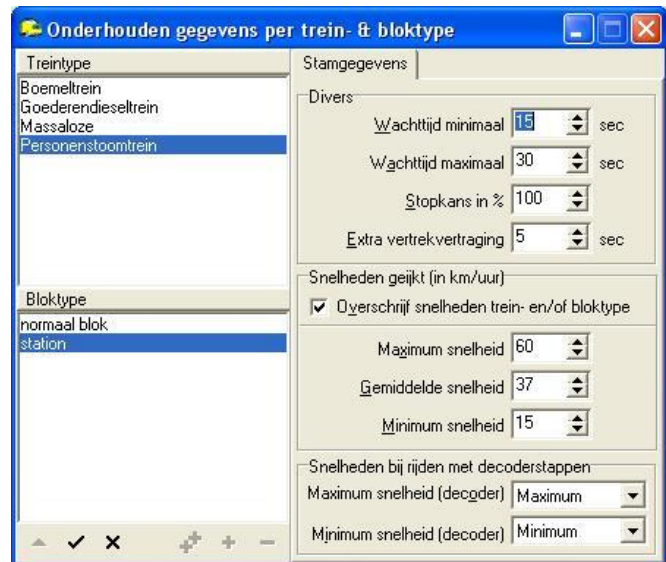 Onderhouden gegevens per trein- & bloktype
Treintype
Boemeltrein
Goederendieseltrein
Massaloze
Personenstoomtrein
Bloktype
normaal blok
station
Stamgegevens
Divers
Wachttijd minimaal 15 sec
Wachttijd maximaal 30 sec
Stopkans in % 100
Extra vertrekvertraging 5 sec
Snelheden geijkt (in km/uur)
Overschrijf snelheden trein- en/of bloktype
Maximum snelheid 60
Gemiddelde snelheid 37
Minimum snelheid 15
Snelheden bij rijden met decoderstappen
Maximum snelheid (decoder) Maximum
Minimum snelheid (decoder) Minimum